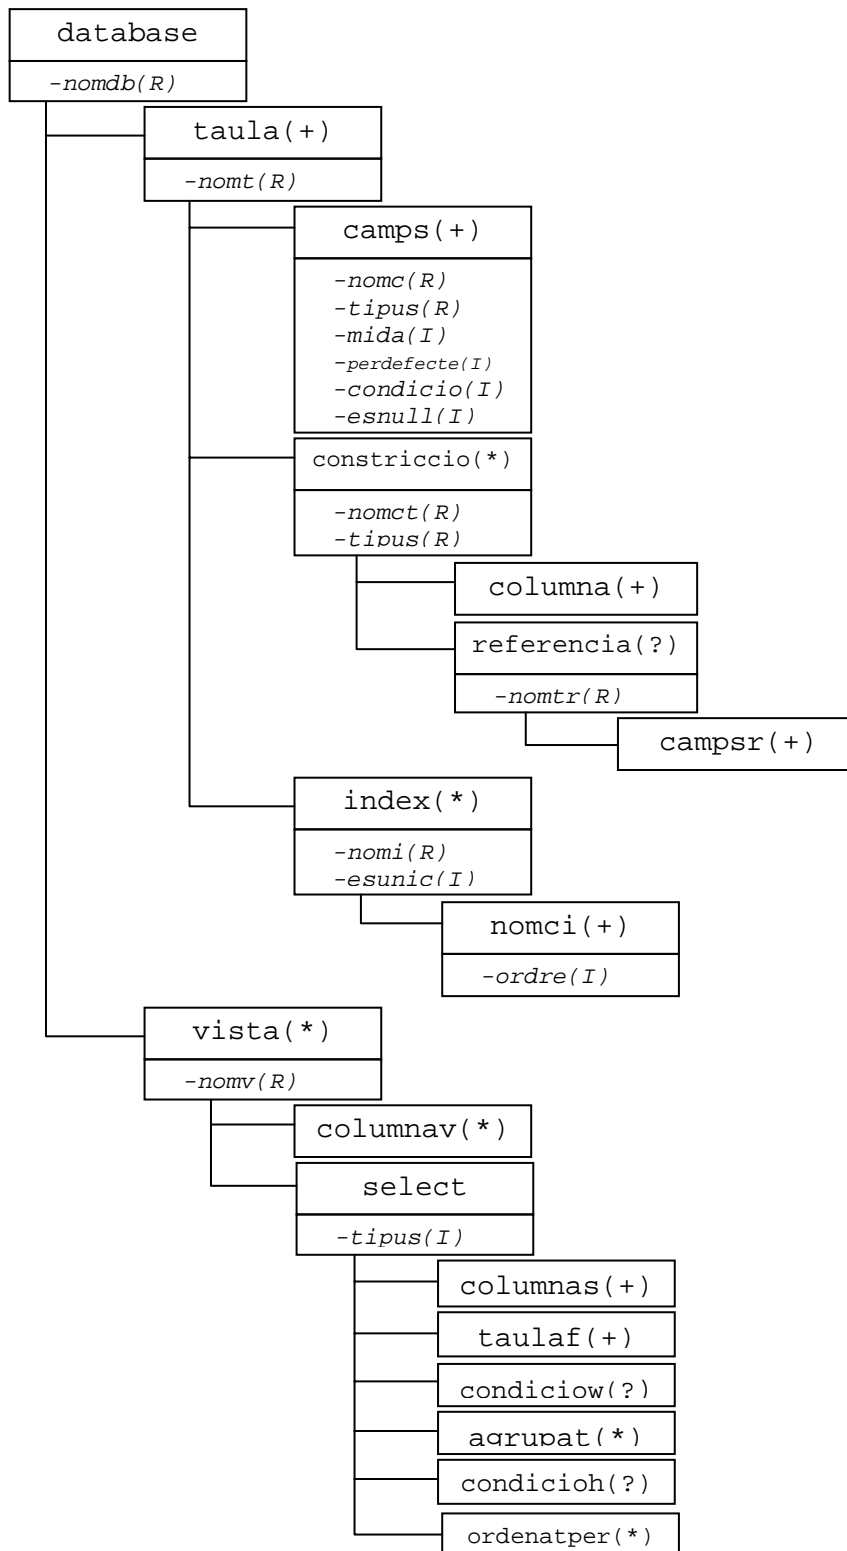 database
-nomdb(R)
taula(+)
-nomt(R)
camps(+)
-nomc(R)
-tipus(R)
-mida(I)
-perdefecte(I)
-condicio(I)
-esnull(I)
constriccio(*)
-nomct(R)
-tipus(R)
columna(+)
referencia(?)
-nomtr(R)
campsr(+)
index(*)
-nomi(R)
-esunic(I)
nomci(+)
-ordre(I)
vista(*)
-nomv(R)
columnav(*)
select
-tipus(I)
columnas(+)
taulaf(+)
condiciow(?)
agrupat(*)
condicioh(?)
ordenatper(*)